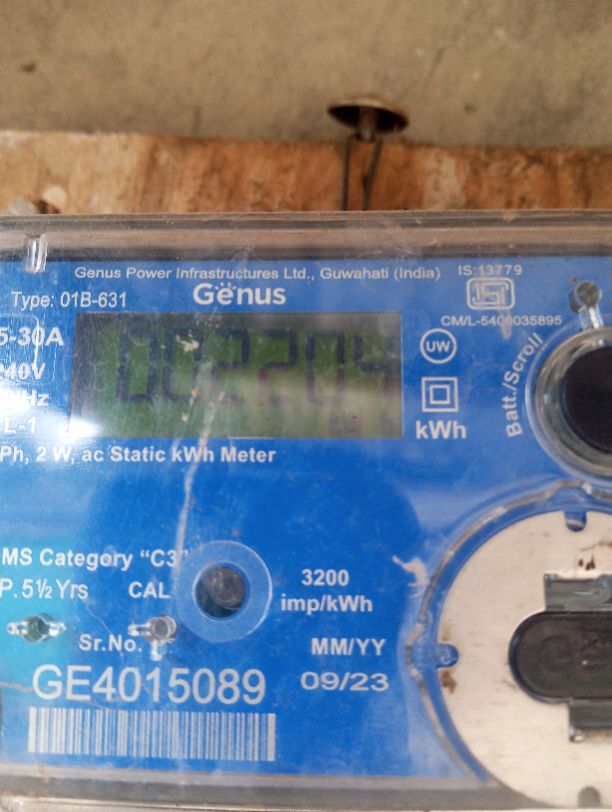 Genus Power Infrastructures Ltd., Guwahati (India) IS:13779
Type: 01B-631 Genus ISI
CM/L-5400035895
5-30A
002204
240V
Hz
L-1
UW
kWh
Batt./Scroll
Ph, 2 W, ac Static kWh Meter
MS Category "C3"
P. 5½ Yrs CAL 3200
imp/kWh
Sr.No. MM/YY
GE4015089 09/23